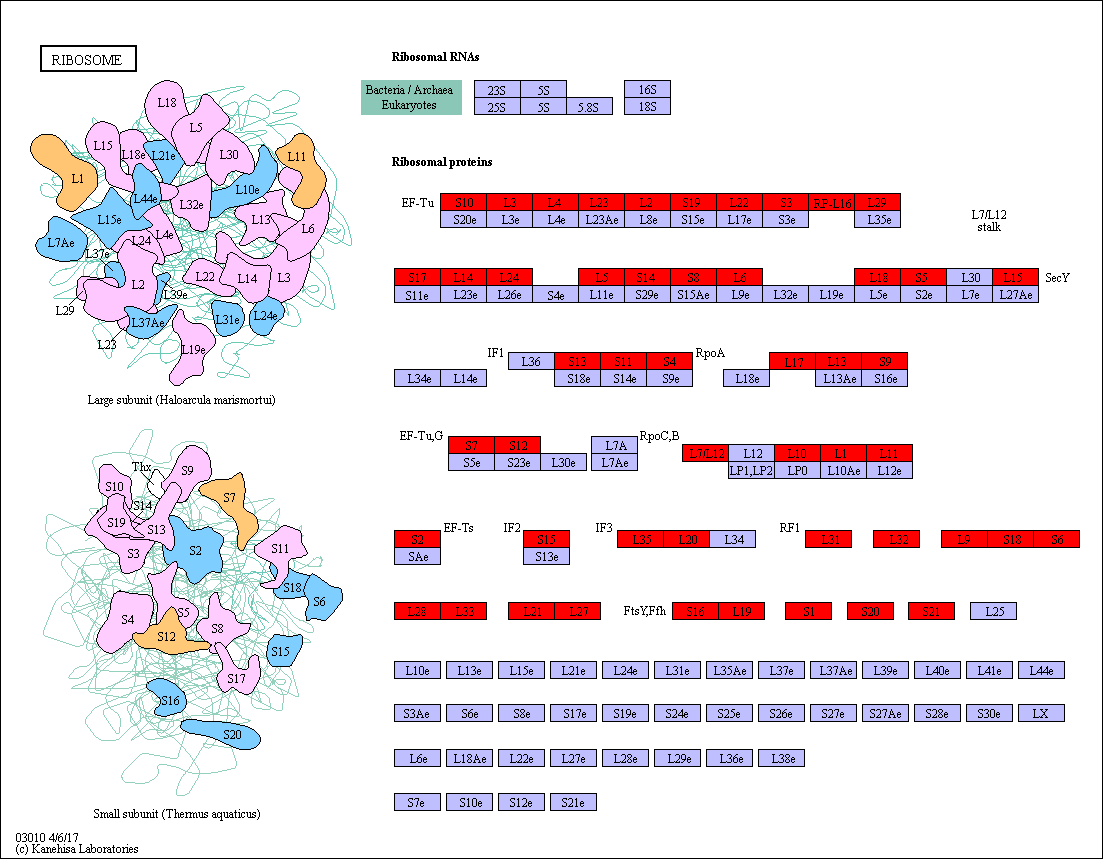 RIBOSOME
Ribosomal RNAs
Bacteria / Archaea 23S 5S 16S
Eukaryotes 25S 5S 5.8S 18S
Ribosomal proteins
EF-Tu S10 L3 L4 L23 L2 S19 L22 S3 RP-L16 L29
S20e L3e L4e L23Ae L8e S15e L17e S3e L35e
L7/L12
stalk
S17 L14 L24 L5 S14 S8 L6 L18 S5 L30 L15 SecY
S11e L23e L26e S4e L11e S29e S15Ae L9e L32e L19e L5e S2e L7e L27Ae
IF1 L36 S13 S11 S4 RpoA L17 L13 S9
L34e L14e S18e S14e S9e L18e L13Ae S16e
EF-Tu,G S7 S12 L7A RpoC,B L7/L12 L12 L10 L1 L11
S5e S23e L30e L7Ae LP1,LP2 LP0 L10Ae L12e
S2 EF-Ts IF2 S15 IF3 L35 L20 L34 RF1 L31 L32 L9 S18 S6
SAe S13e
L28 L33 L21 L27 FtsY,Ffh S16 L19 S1 S20 S21 L25
L10e L13e L15e L21e L24e L31e L35Ae L37e L37Ae L39e L40e L41e L44e
S3Ae S6e S8e S17e S19e S24e S25e S26e S27e S27Ae S28e S30e LX
L6e L18Ae L22e L27e L28e L29e L36e L38e
S7e S10e S12e S21e
L18
L5
L15
L18e
L21e
L30
L11
L1
L10e
L44e
L32e
L15e
L13
L6
L7Ae
L24
L4e
L37e
L22
L14
L3
L2
L39e
L29
L37Ae
L31e
L24e
L23
L19e
Large subunit (Haloarcula marismortui)
Thx
S9
S10
S14
S7
S19
S13
S3
S2
S11
S18
S6
S4
S5
S12
S8
S15
S17
S16
S20
Small subunit (Thermus aquaticus)
03010 4/6/17
(c) Kanehisa Laboratories